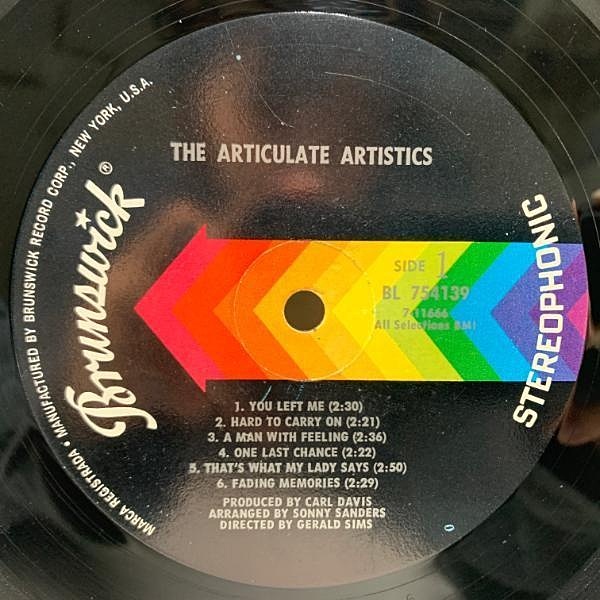 THE ARTICULATE ARTISTICS
Brunswick®
MARCA REGISTRADA • MANUFACTURED BY BRUNSWICK RECORD CORP., NEW YORK, U.S.A.
STEREOPHONIC
SIDE 1
BL 754139
7-11666
All Selections BMI
1. YOU LEFT ME (2:30)
2. HARD TO CARRY ON (2:21)
3. A MAN WITH FEELING (2:36)
4. ONE LAST CHANCE (2:22)
5. THAT'S WHAT MY LADY SAYS (2:50)
6. FADING MEMORIES (2:29)
PRODUCED BY CARL DAVIS
ARRANGED BY SONNY SANDERS
DIRECTED BY GERALD SIMS